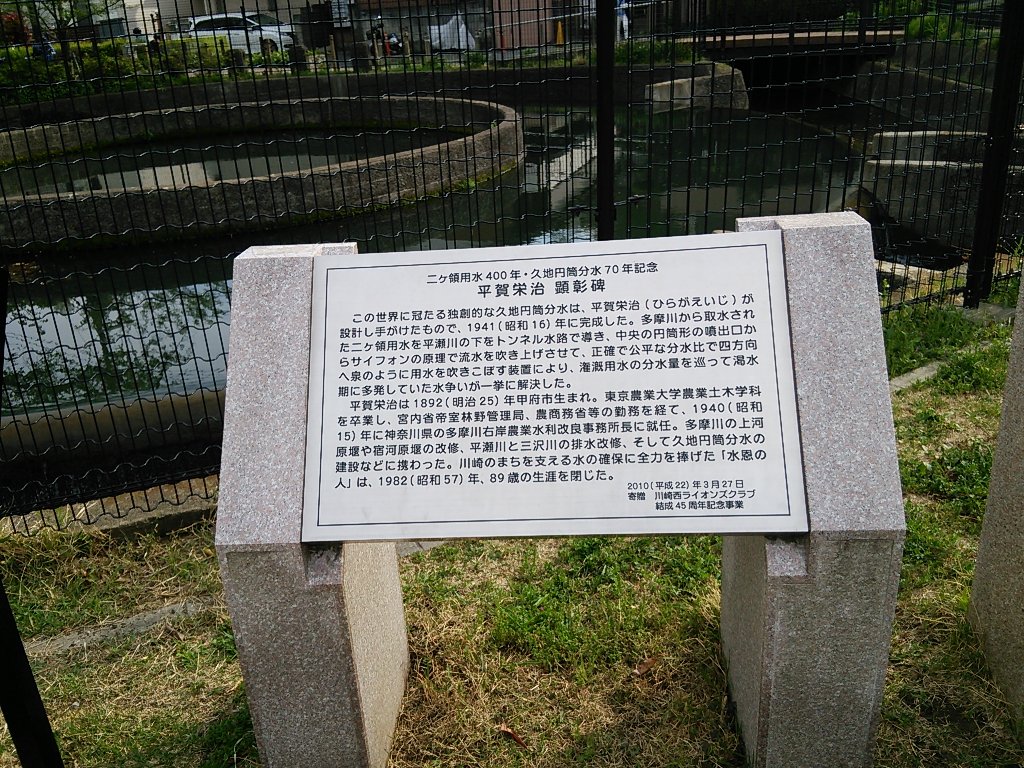 二ヶ領用水400年・久地円筒分水70年記念
平賀栄治 顕彰碑
この世界に冠たる独創的な久地円筒分水は、平賀栄治(ひらがえいじ)が
設計し手がけたもので、1941(昭和16)年に完成した。多摩川から取水され
た二ヶ領用水を平瀬川の下をトンネル水路で導き、中央の円筒形の噴出口か
らサイフォンの原理で流水を吹き上げさせて、正確で公平な分水比で四方向
へ泉のように用水を吹きこぼす装置により、灌漑用水の分水量を巡って渇水
期に多発していた水争いが一挙に解決した。
平賀栄治は1892(明治25)年甲府市生まれ。東京農業大学農業土木学科
を卒業し、宮内省帝室林野管理局、農商務省等の勤務を経て、1940(昭和
15)年に神奈川県の多摩川右岸農業水利改良事務所長に就任。多摩川の上河
原堰や宿河原堰の改修、平瀬川と三沢川の排水改修、そして久地円筒分水の
建設などに携わった。川崎のまちを支える水の確保に全力を捧げた「水恩の
人」は、1982(昭和57)年、89歳の生涯を閉じた。
2010(平成22)年3月27日
寄贈 川崎西ライオンズクラブ
結成45周年記念事業